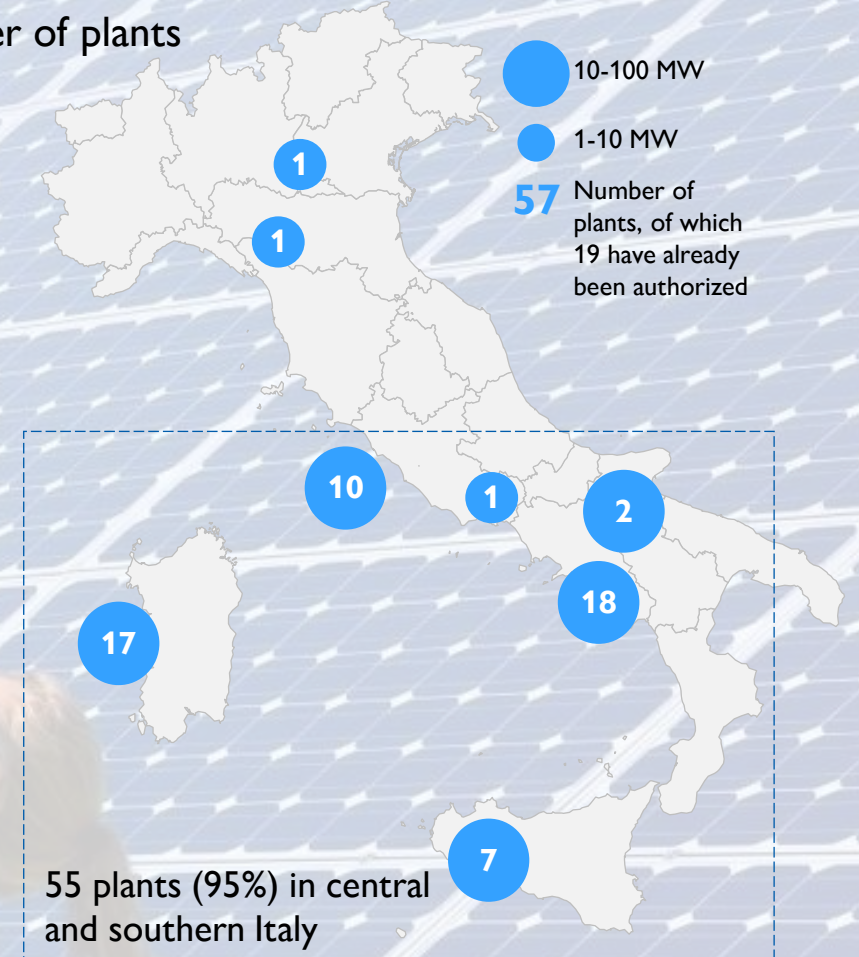 er of plants
10-100 MW
1-10 MW
57 Number of
plants, of which
19 have already
been authorized
1
1
10
1
2
18
17
7
55 plants (95%) in central
and southern Italy